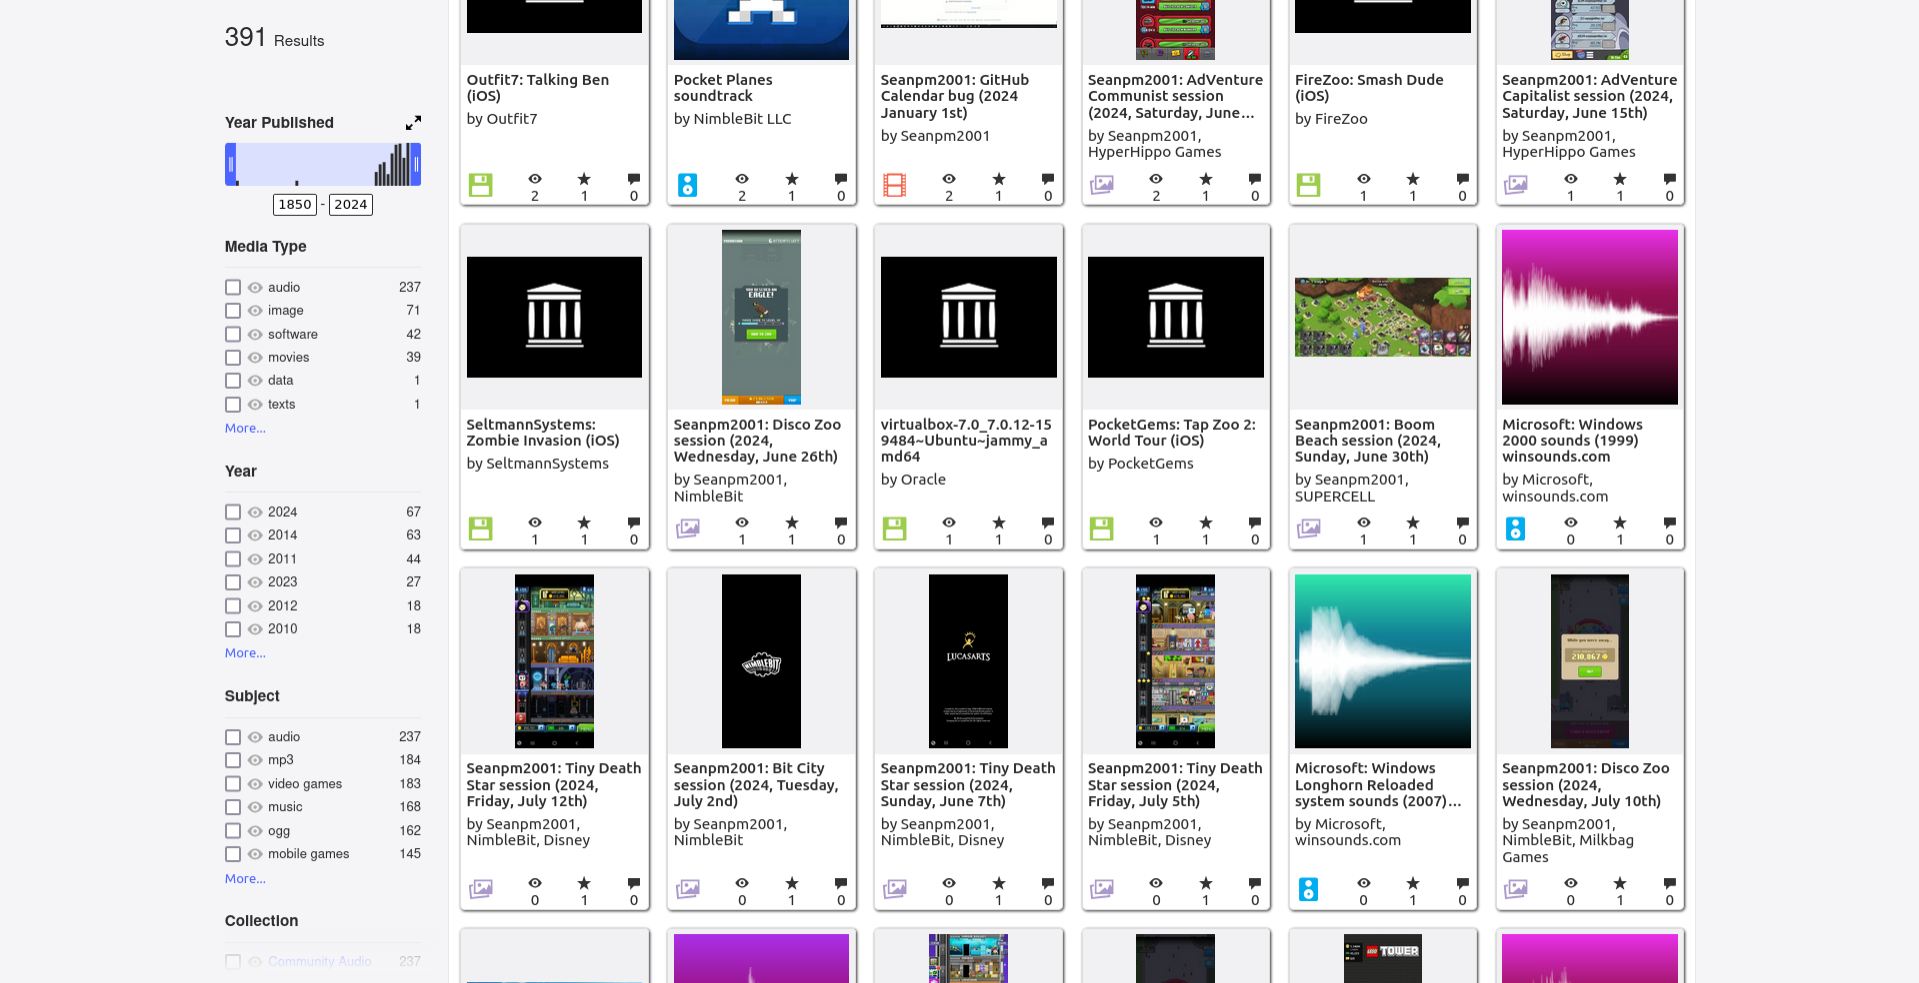 391 Results
Year Published
1850 - 2024
Media Type
audio 237
image 71
software 42
movies 39
data 1
texts 1
More...
Year
2024 67
2014 63
2011 44
2023 27
2012 18
2010 18
More...
Subject
audio 237
mp3 184
video games 183
music 168
ogg 162
mobile games 145
More...
Collection
Community Audio 237
Outfit7: Talking Ben
(iOS)
by Outfit7
2 1 0
Pocket Planes
soundtrack
by NimbleBit LLC
2 1 0
Seanpm2001: GitHub
Calendar bug (2024
January 1st)
by Seanpm2001
2 1 0
Seanpm2001: AdVenture
Communist session
(2024, Saturday, June...
by Seanpm2001,
HyperHippo Games
2 1 0
FireZoo: Smash Dude
(iOS)
by FireZoo
1 1 0
Seanpm2001: AdVenture
Capitalist session (2024,
Saturday, June 15th)
by Seanpm2001,
HyperHippo Games
1 1 0
SeltmannSystems:
Zombie Invasion (iOS)
by SeltmannSystems
1 1 0
EAGLE!
Seanpm2001: Disco Zoo
session (2024,
Wednesday, June 26th)
by Seanpm2001,
NimbleBit
1 1 0
virtualbox-7.0_7.0.12-15
9484~Ubuntu~jammy_a
md64
by Oracle
1 1 0
PocketGems: Tap Zoo 2:
World Tour (iOS)
by PocketGems
1 1 0
Seanpm2001: Boom
Beach session (2024,
Sunday, June 30th)
by Seanpm2001,
SUPERCELL
1 1 0
Microsoft: Windows
2000 sounds (1999)
winsounds.com
by Microsoft,
winsounds.com
0 1 0
Seanpm2001: Tiny Death
Star session (2024,
Friday, July 12th)
by Seanpm2001,
NimbleBit, Disney
0 1 0
NIMBLEBIT
Seanpm2001: Bit City
session (2024, Tuesday,
July 2nd)
by Seanpm2001,
NimbleBit
0 1 0
LUCASARTS
Seanpm2001: Tiny Death
Star session (2024,
Sunday, June 7th)
by Seanpm2001,
NimbleBit, Disney
0 1 0
Seanpm2001: Tiny Death
Star session (2024,
Friday, July 5th)
by Seanpm2001,
NimbleBit, Disney
0 1 0
Microsoft: Windows
Longhorn Reloaded
system sounds (2007)...
by Microsoft,
winsounds.com
0 1 0
While you were away...
210,867
Seanpm2001: Disco Zoo
session (2024,
Wednesday, July 10th)
by Seanpm2001,
NimbleBit, Milkbag
Games
0 1 0
LEGO TOWER